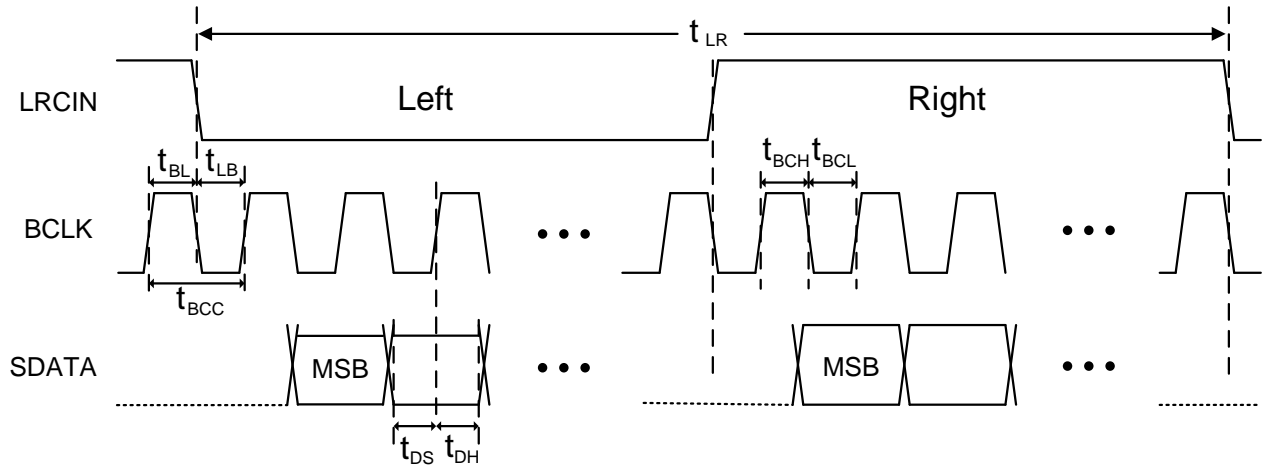 t LR
LRCIN
Left
Right
tBL
tLB
tBCH
tBCL
BCLK
tBCC
SDATA
MSB
MSB
tDS
tDH